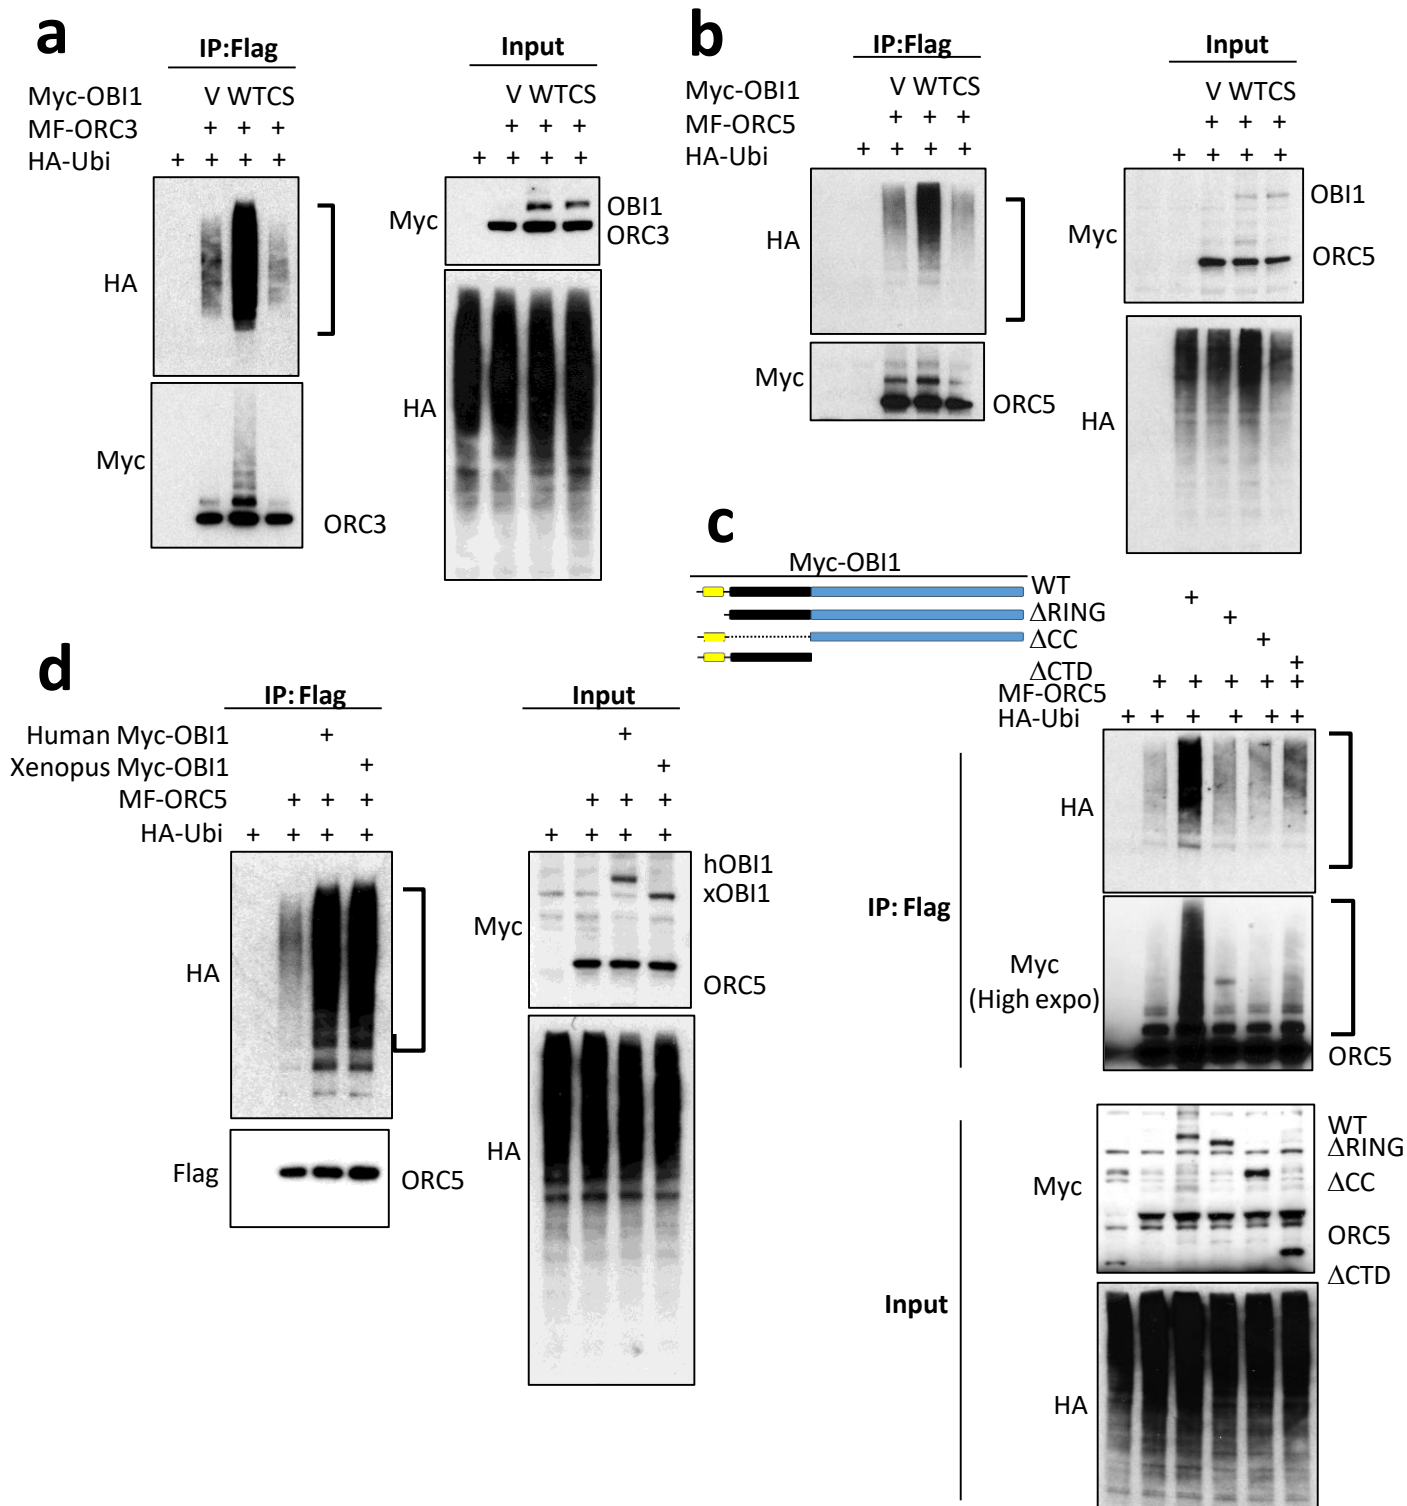 a
IP:Flag
Input
Myc-OBI1 V WTCS V WTCS
MF-ORC3 + + + + + +
HA-Ubi + + + + + + + +
HA
Myc
ORC3
Myc
OBI1
ORC3
HA
b
IP:Flag
Input
Myc-OBI1 V WTCS V WTCS
MF-ORC5 + + + + + +
HA-Ubi + + + + + + + +
HA
Myc
ORC5
Myc
OBI1
ORC5
HA
c
Myc-OBI1
WT +
ΔRING +
ΔCC +
ΔCTD +
MF-ORC5 + + + + +
HA-Ubi + + + + + +
IP: Flag
HA
Myc
(High expo)
ORC5
Input
Myc
WT
ΔRING
ΔCC
ORC5
ΔCTD
HA
d
IP: Flag
Input
Human Myc-OBI1 + +
Xenopus Myc-OBI1 + +
MF-ORC5 + + + + + +
HA-Ubi + + + + + + + +
HA
Flag
ORC5
Myc
hOBI1
xOBI1
ORC5
HA